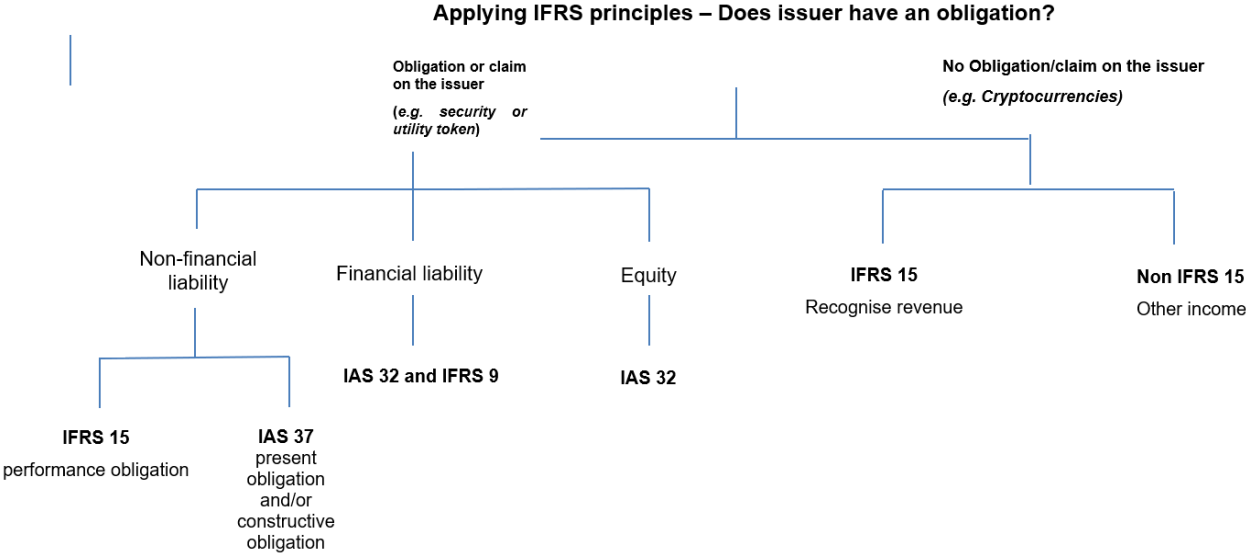 Applying IFRS principles – Does issuer have an obligation?
Obligation or claim
on the issuer
(e.g. security or
utility token)
No Obligation/claim on the issuer
(e.g. Cryptocurrencies)
Non-financial
liability
Financial liability
Equity
IFRS 15
Recognise revenue
Non IFRS 15
Other income
IAS 32 and IFRS 9
IAS 32
IFRS 15
performance obligation
IAS 37
present
obligation
and/or
constructive
obligation